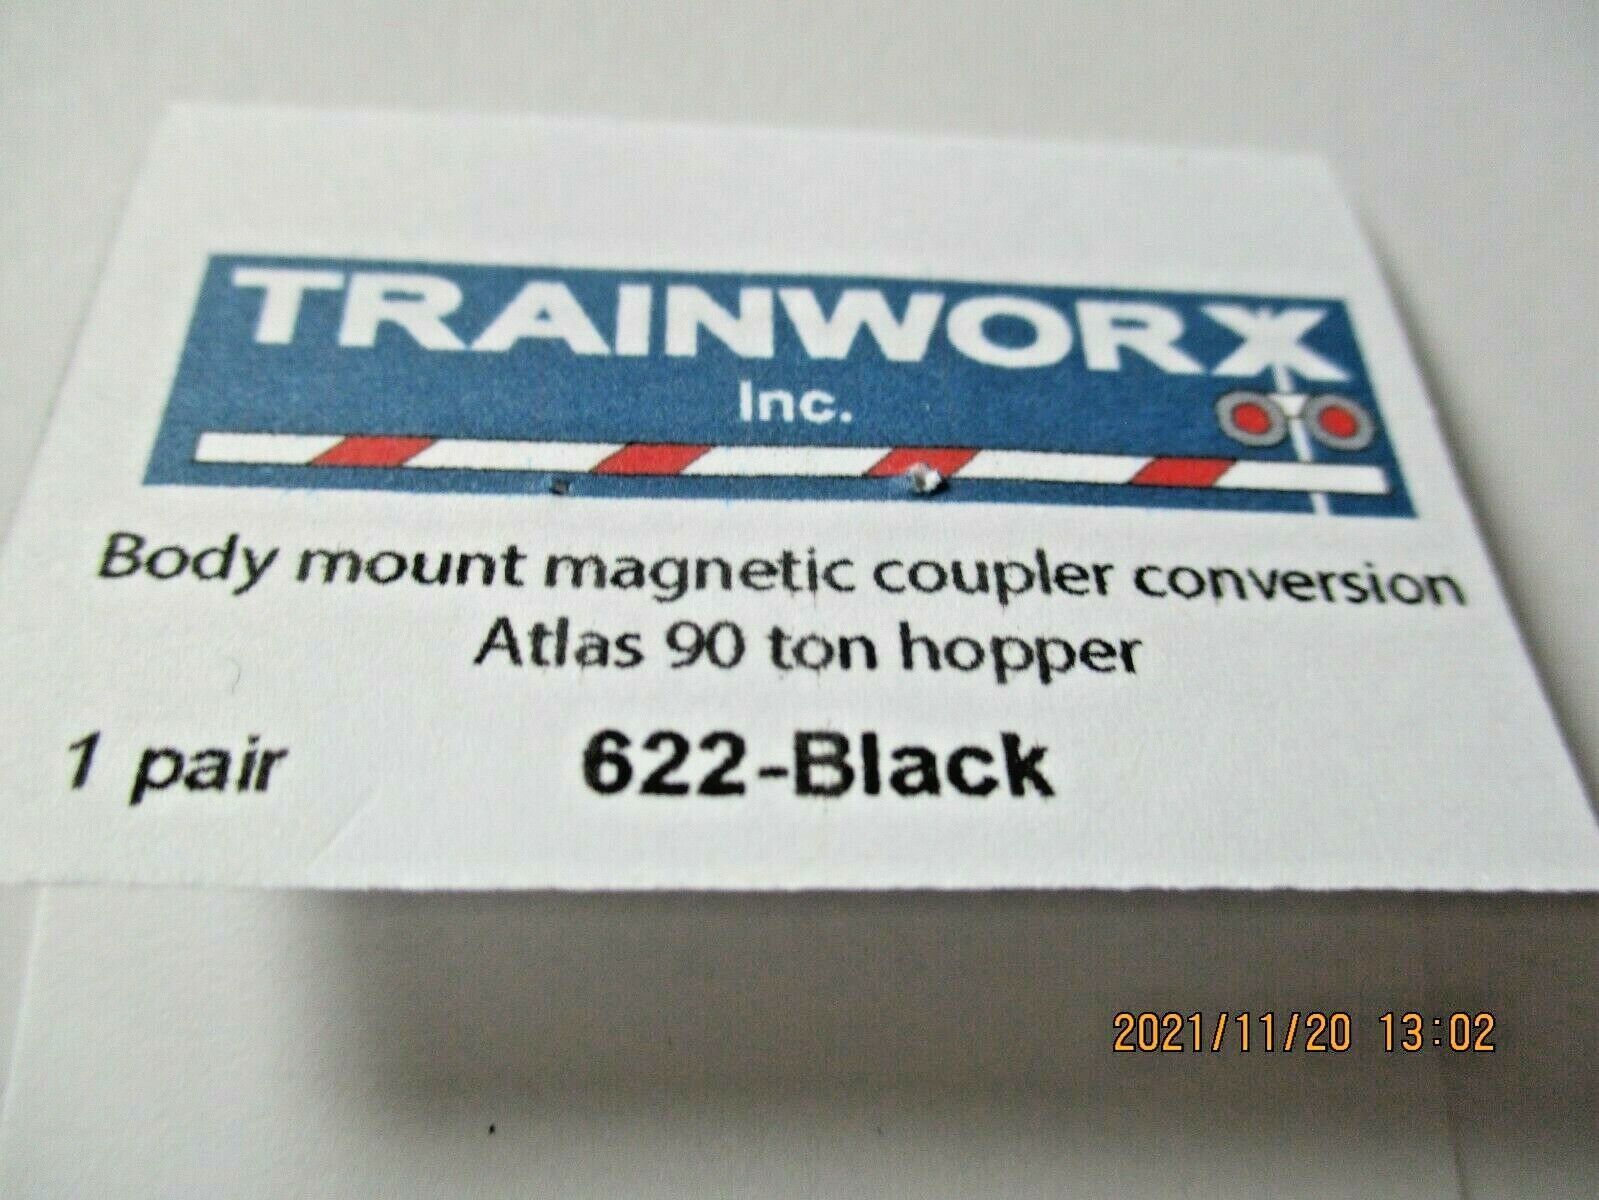 TRAINWORX
Inc.
Body mount magnetic coupler conversion
Atlas 90 ton hopper
1 pair 622-Black
2021/11/20 13:02